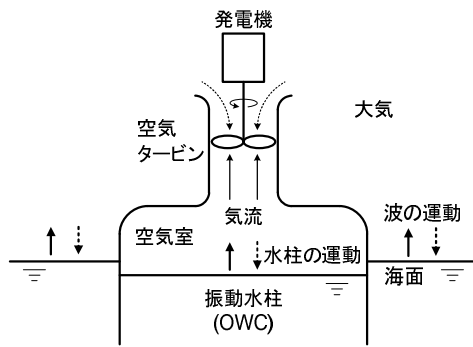 発電機
大気
空気
タービン
気流
波の運動
空気室
水柱の運動
海面
振動水柱
(OWC)